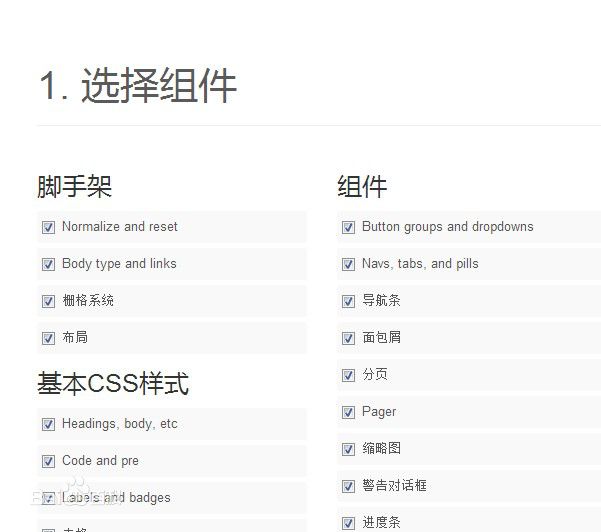 1. 选择组件
脚手架
Normalize and reset
Body type and links
栅格系统
布局
基本CSS样式
Headings, body, etc
Code and pre
Labels and badges
组件
Button groups and dropdowns
Navs, tabs, and pills
导航条
面包屑
分页
Pager
缩略图
警告对话框
进度条